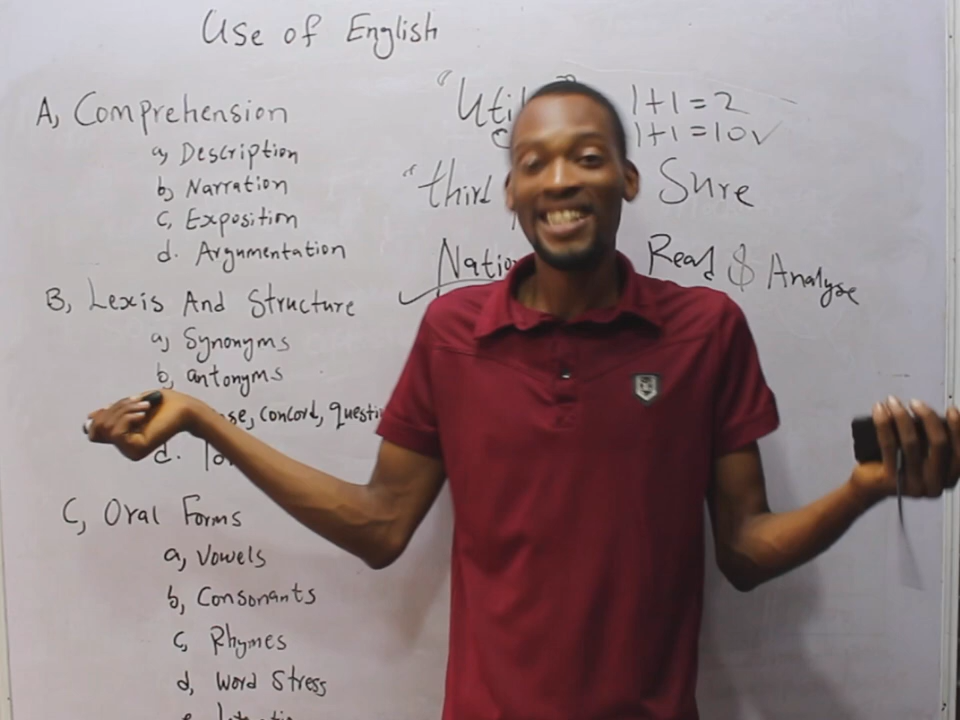 Use of English
A, Comprehension
a, Description
b, Narration
c, Exposition
d. Argumentation
B, Lexis And Structure
a, Synonyms
b, antonyms
concord,
d.
C, Oral Forms
a, Vowels
b, Consonants
c, Rhymes
d, Word Stress
1+1=2
1+1=10✓
"third
Sure
Read & Analyse